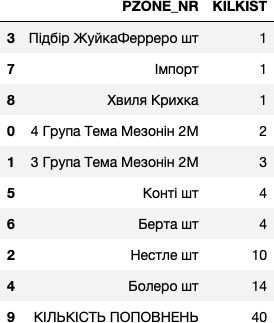 PZONE_NR KILKIST
3 Підбір ЖуйкаФерреро шт 1
7 Імпорт 1
8 Хвиля Крихка 1
0 4 Група Тема Мезонін 2М 2
1 3 Група Тема Мезонін 2М 3
5 Конті шт 4
6 Берта шт 4
2 Нестле шт 10
4 Болеро шт 14
9 КІЛЬКІСТЬ ПОПОВНЕНЬ 40